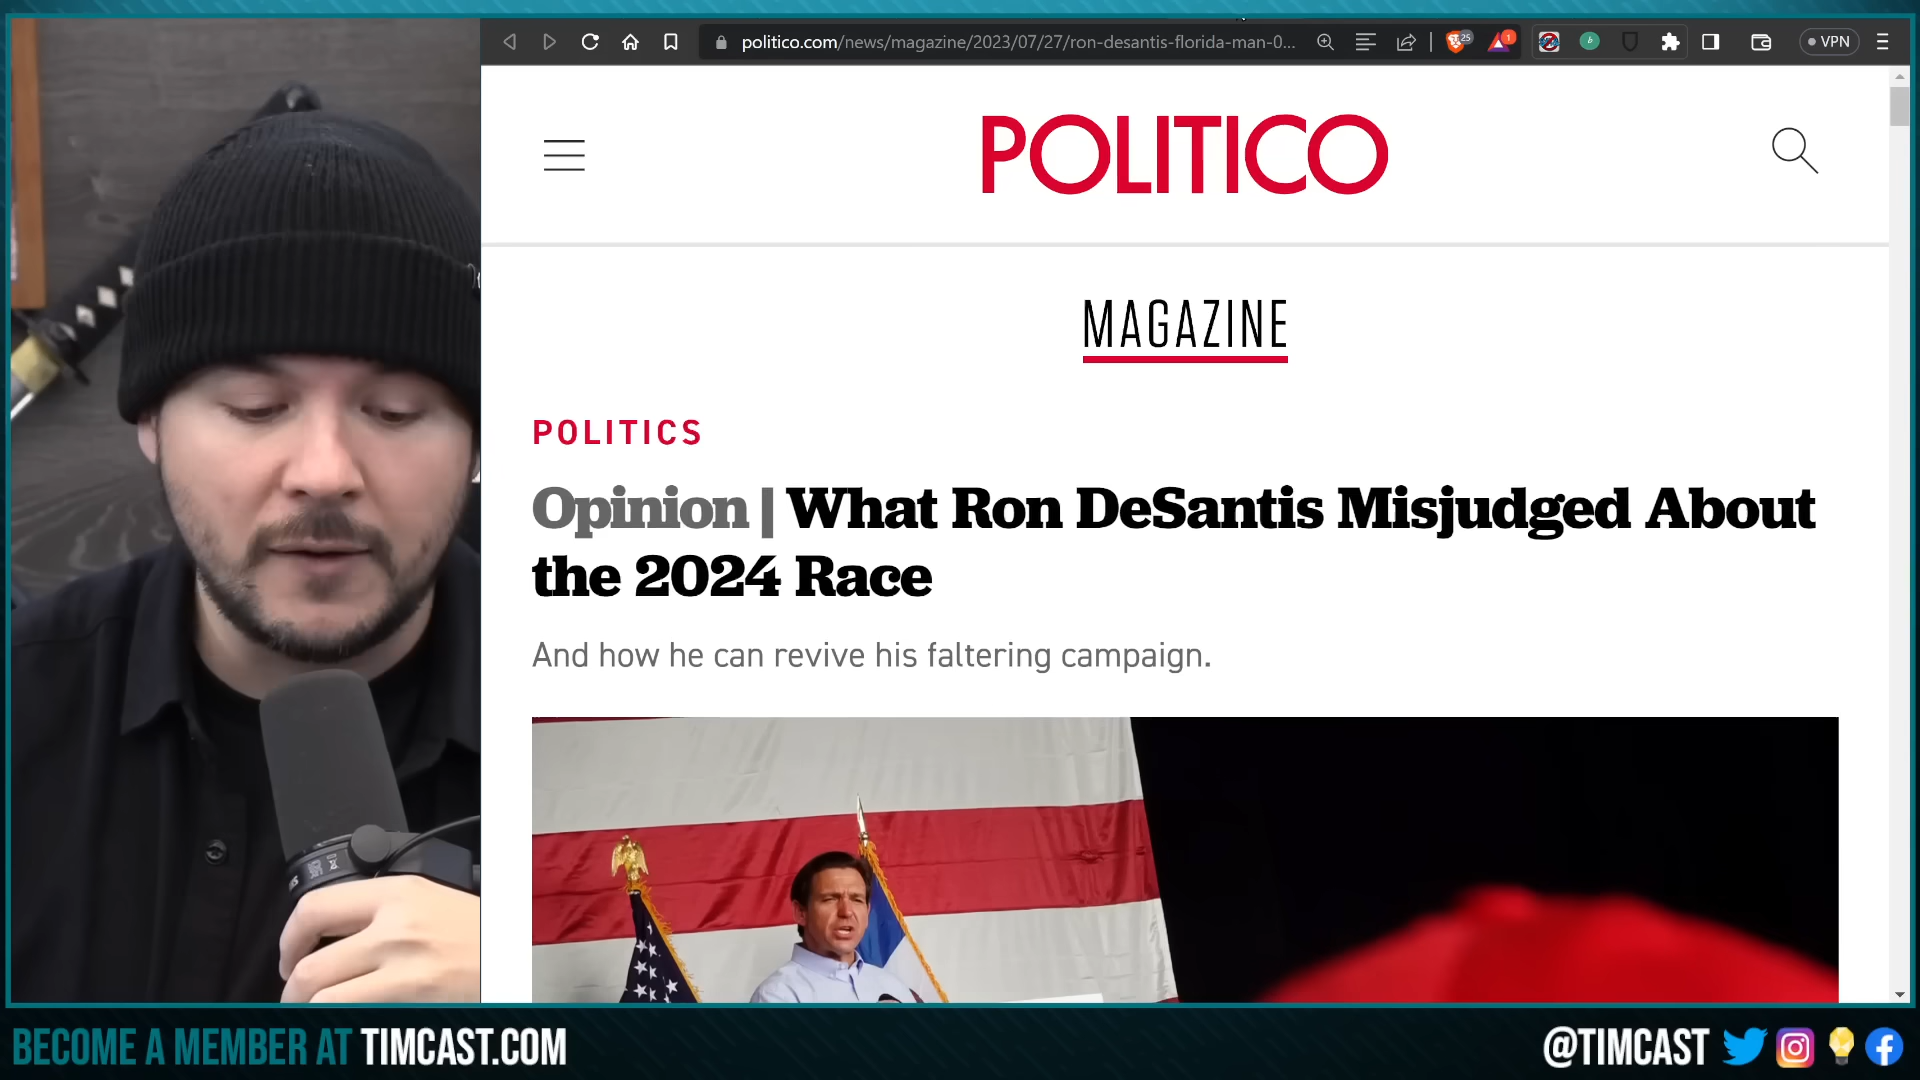 politico.com/news/magazine/2023/07/27/ron-desantis-florida-man-0...
25
1
b
VPN
POLITICO
MAGAZINE
POLITICS
Opinion | What Ron DeSantis Misjudged About
the 2024 Race
And how he can revive his faltering campaign.
BECOME A MEMBER AT TIMCAST.COM
@TIMCAST